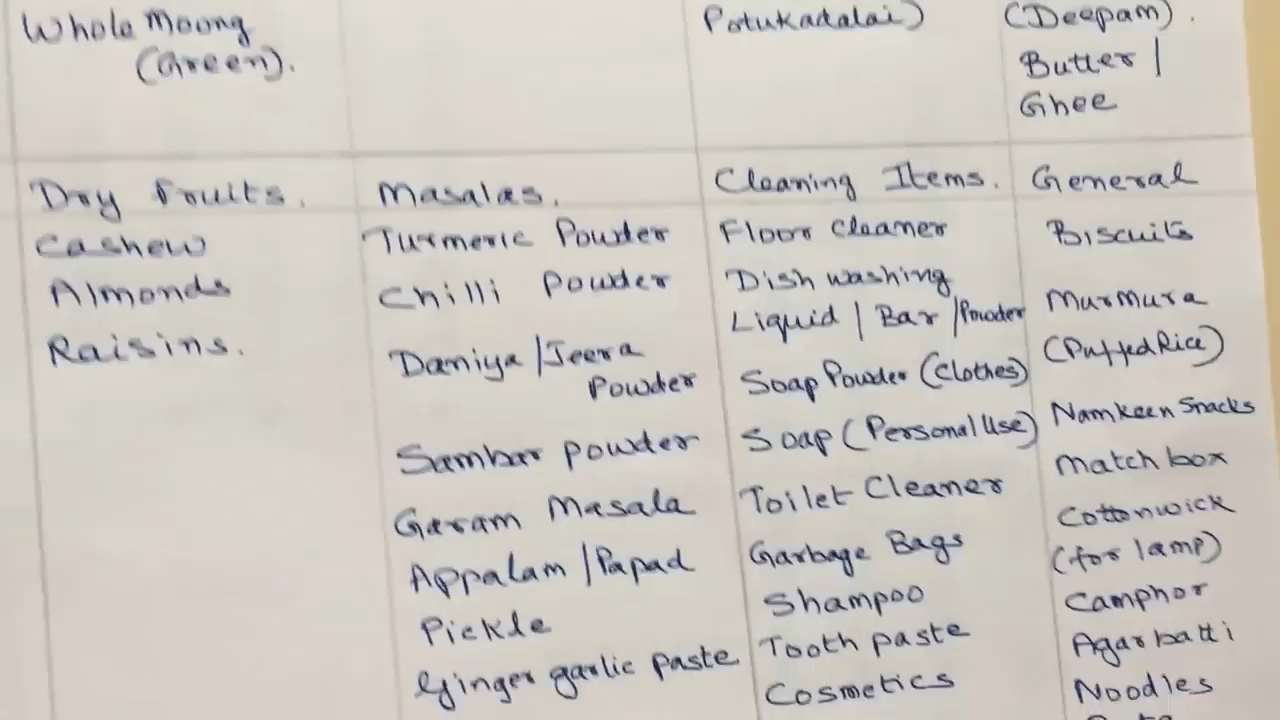 Whole Moong
(Green).
Potukadalai)
(Deepam).
Butter /
Ghee
Dry Fruits.
Cashew
Almonds
Raisins.
Masalas.
Turmeric Powder
Chilli Powder
Daniya/Jeera
Powder
Sambar powder
Garam Masala
Appalam/Papad
Pickle
Ginger garlic paste
Cleaning Items.
Floor Cleaner
Dish washing
Liquid / Bar /Powder
Soap Powder (Clothes)
Soap (Personal Use)
Toilet Cleaner
Garbage Bags
Shampoo
Tooth paste
Cosmetics
General
Biscuits
Murmura
(Puffed Rice)
Namkeen Snacks
Match box
Cottonwick
(for lamp)
Camphor
Agarbatti
Noodles